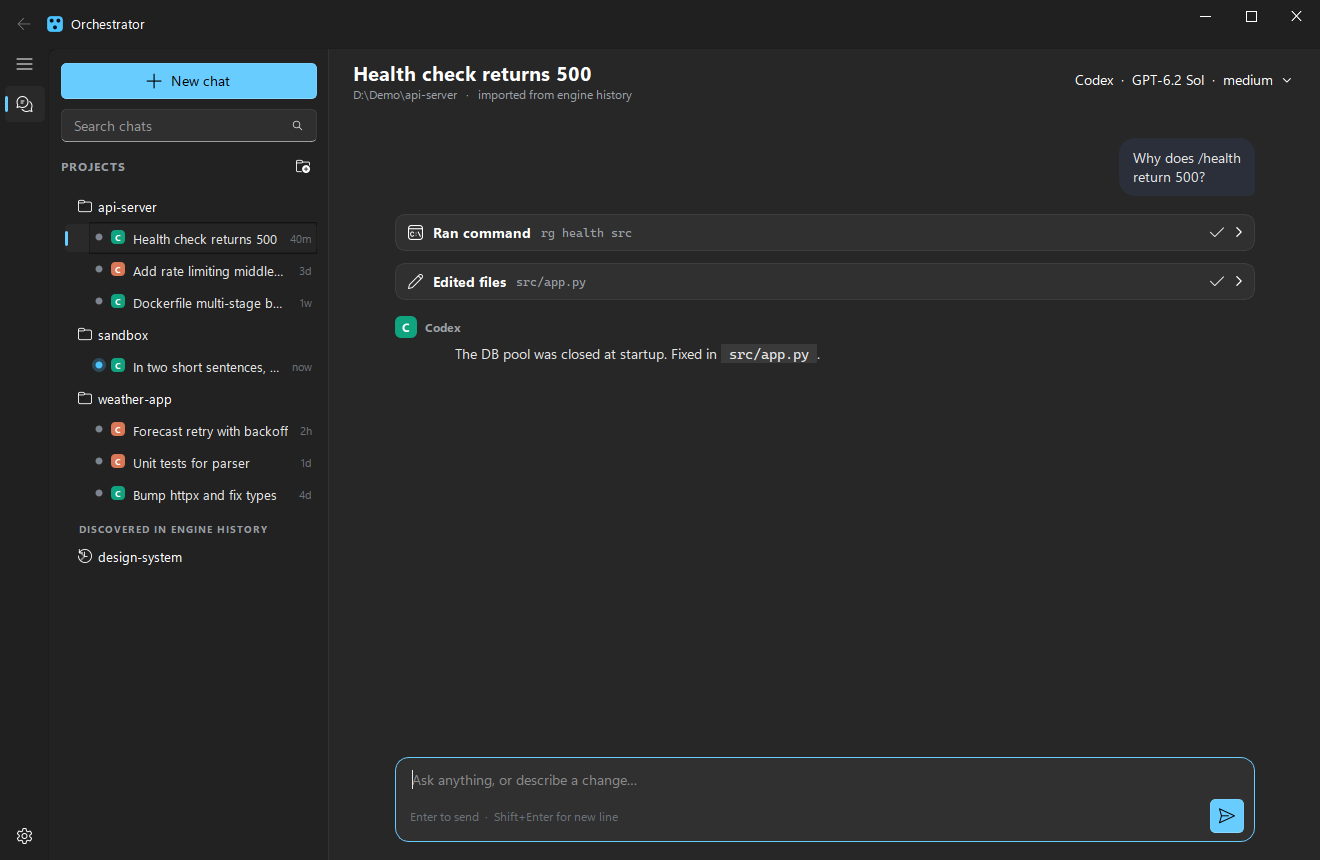 Orchestrator
New chat
Search chats
PROJECTS
api-server
C Health check returns 500 40m
C Add rate limiting middle... 3d
C Dockerfile multi-stage b... 1w
sandbox
C In two short sentences, ... now
weather-app
C Forecast retry with backoff 2h
C Unit tests for parser 1d
C Bump httpx and fix types 4d
DISCOVERED IN ENGINE HISTORY
design-system
Health check returns 500
D:\Demo\api-server · imported from engine history
Codex · GPT-6.2 Sol · medium
Why does /health
return 500?
C:\ Ran command rg health src
Edited files src/app.py
C Codex
The DB pool was closed at startup. Fixed in src/app.py.
Ask anything, or describe a change...
Enter to send · Shift+Enter for new line